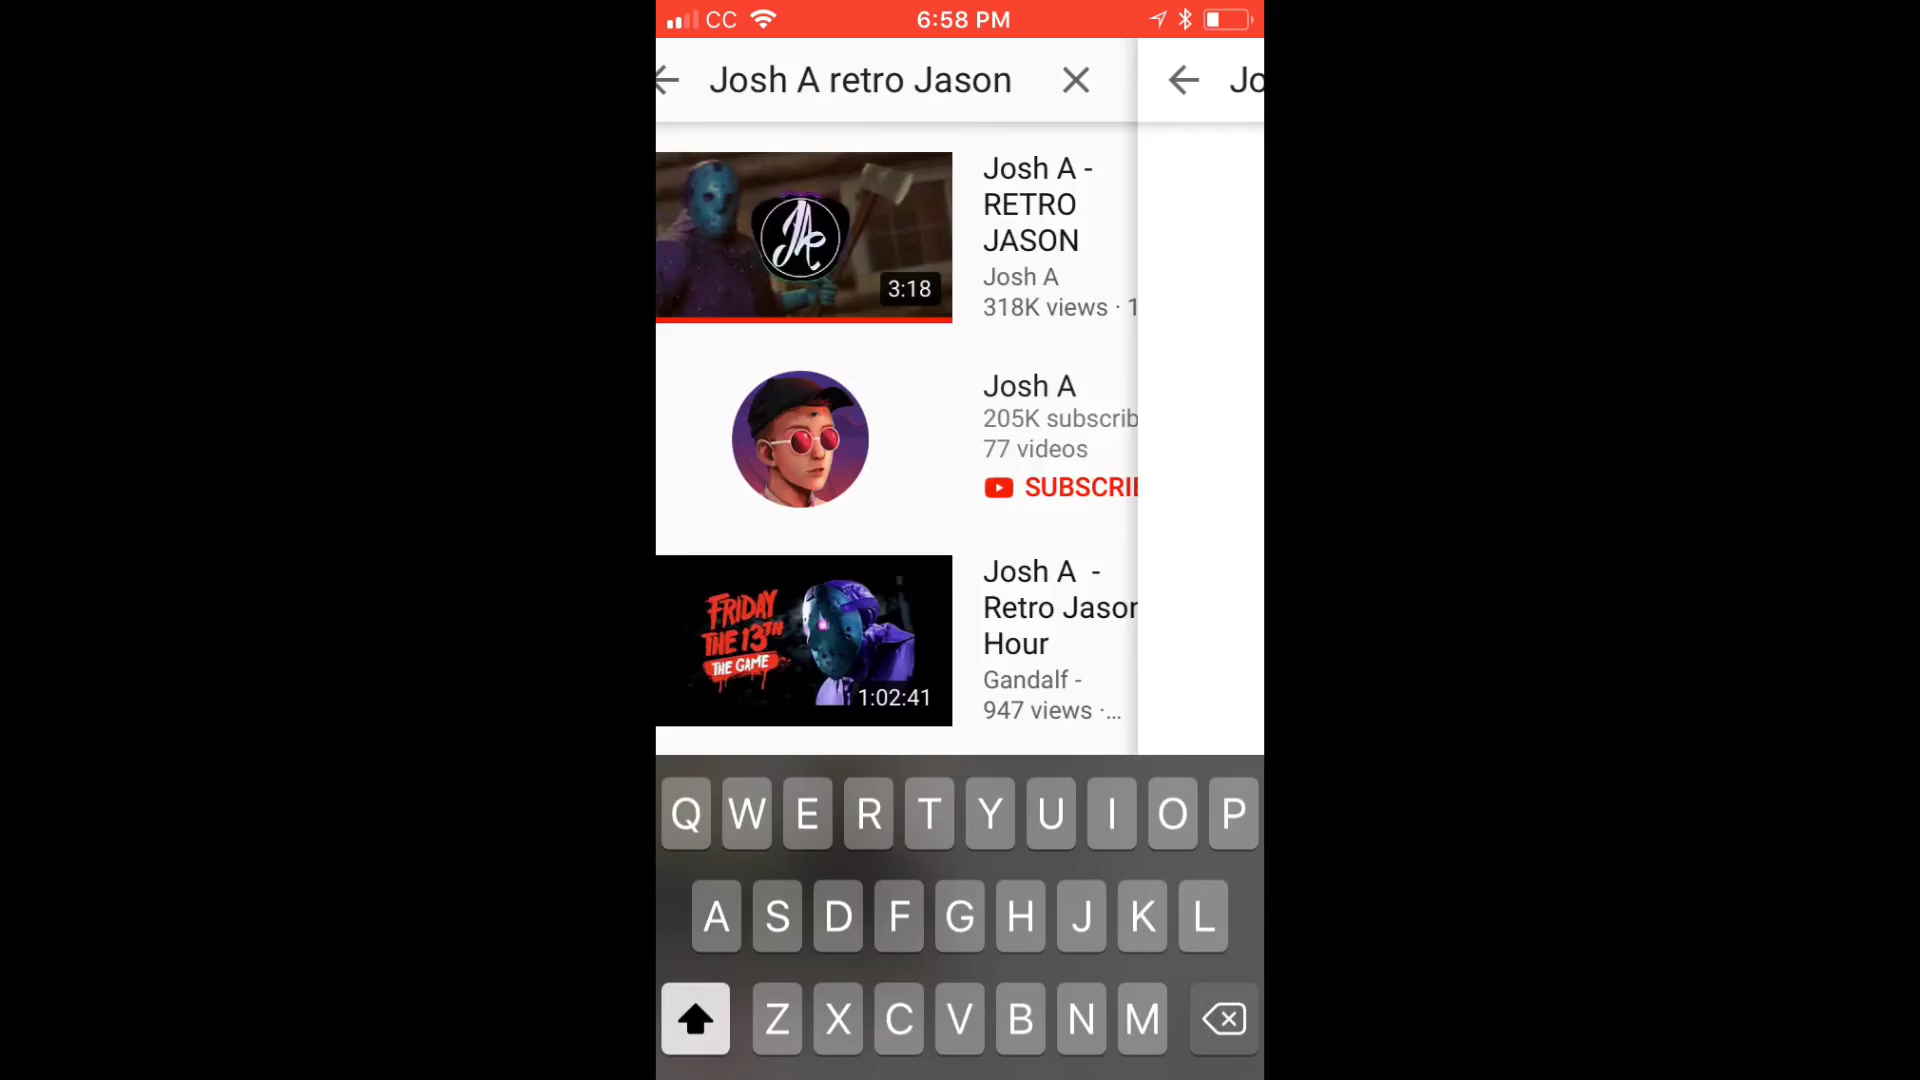 CC 6:58 PM
Josh A retro Jason
Jo
Josh A -
RETRO
JASON
Josh A
318K views · 1
JA
3:18
Josh A
205K subscrib
77 videos
SUBSCRI
FRIDAY
THE 13TH
THE GAME
1:02:41
Josh A -
Retro Jason
Hour
Gandalf -
947 views ·...
Q W E R T Y U I O P
A S D F G H J K L
Z X C V B N M